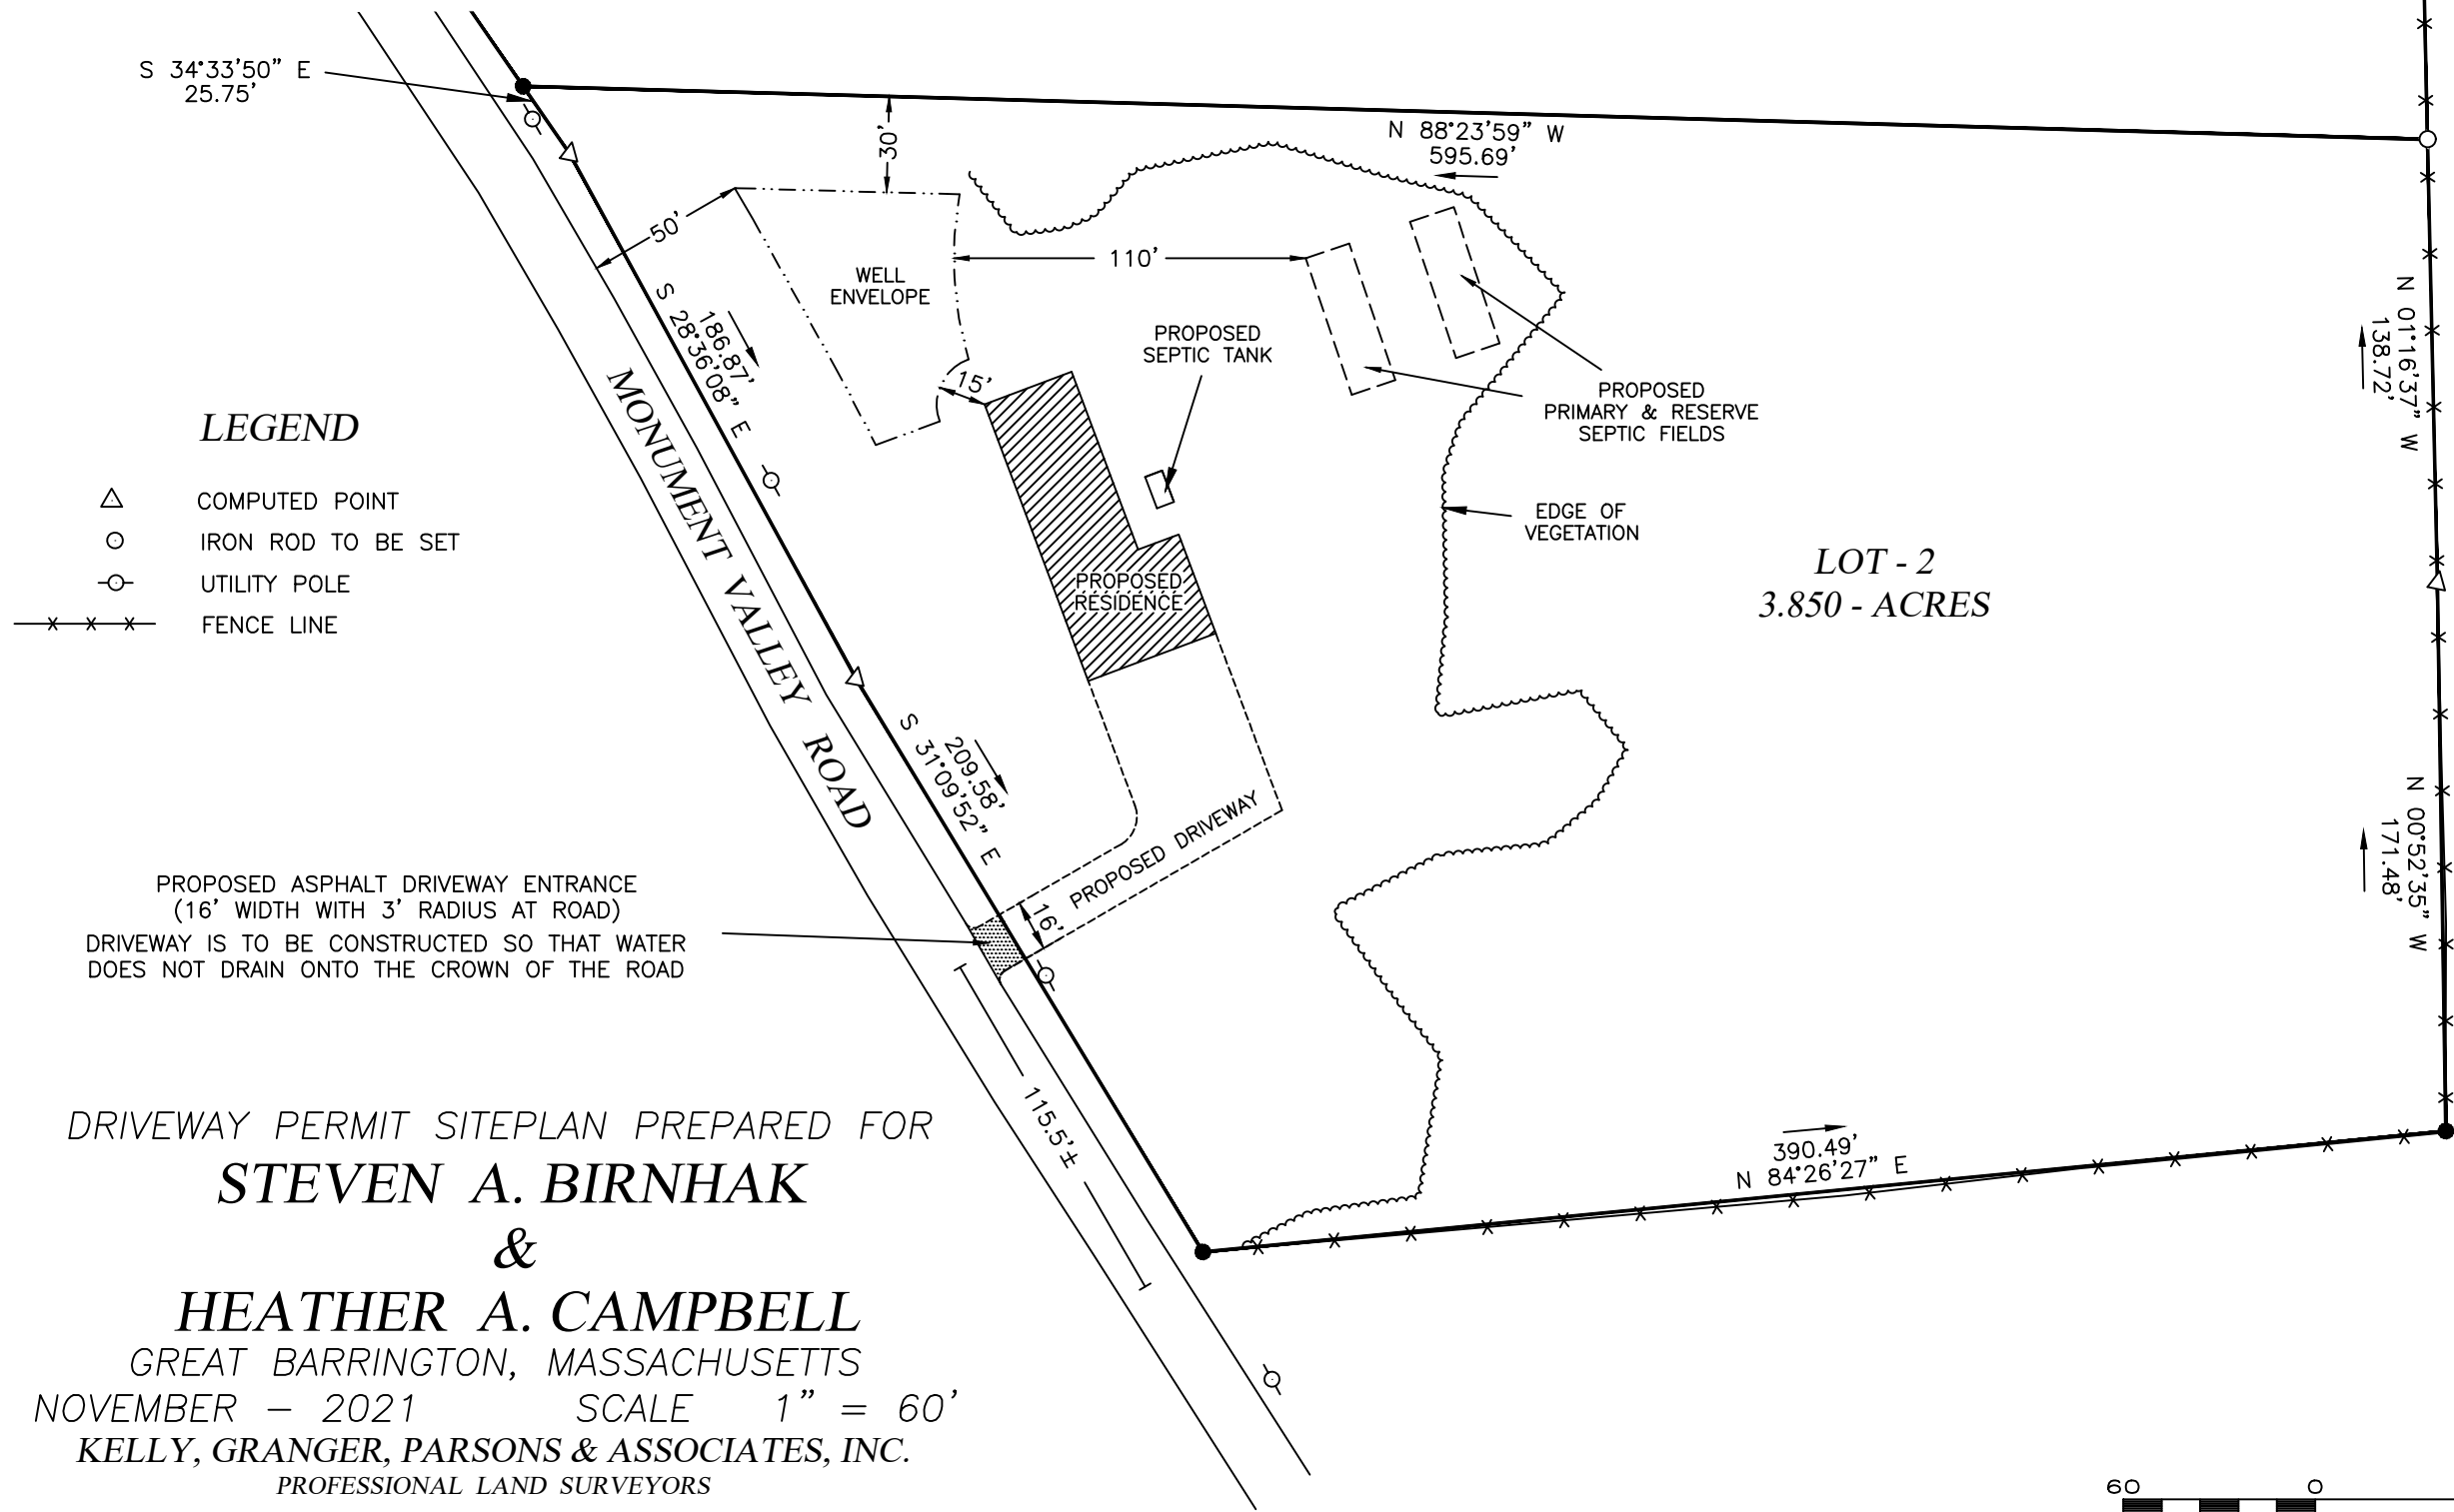 S 34°33'50" E
25.75'
30'
N 88°23'59" W
595.69'
50'
WELL
ENVELOPE
110'
S 28°36'08" E
186.87'
PROPOSED
SEPTIC TANK
15'
PROPOSED
PRIMARY & RESERVE
SEPTIC FIELDS
N 01°16'37" W
138.72'
LEGEND
COMPUTED POINT
IRON ROD TO BE SET
UTILITY POLE
FENCE LINE
MONUMENT VALLEY ROAD
EDGE OF
VEGETATION
PROPOSED
RESIDENCE
LOT - 2
3.850 - ACRES
209.58'
S 31°09'52" E
N 00°52'35" W
171.48'
PROPOSED DRIVEWAY
16'
PROPOSED ASPHALT DRIVEWAY ENTRANCE
(16' WIDTH WITH 3' RADIUS AT ROAD)
DRIVEWAY IS TO BE CONSTRUCTED SO THAT WATER
DOES NOT DRAIN ONTO THE CROWN OF THE ROAD
115.5'±
390.49'
N 84°26'27" E
DRIVEWAY PERMIT SITEPLAN PREPARED FOR
STEVEN A. BIRNHAK
&
HEATHER A. CAMPBELL
GREAT BARRINGTON, MASSACHUSETTS
NOVEMBER – 2021 SCALE 1" = 60'
KELLY, GRANGER, PARSONS & ASSOCIATES, INC.
PROFESSIONAL LAND SURVEYORS
60 0